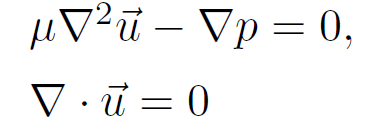 μ∇²u⃗ − ∇p = 0,
∇ · u⃗ = 0